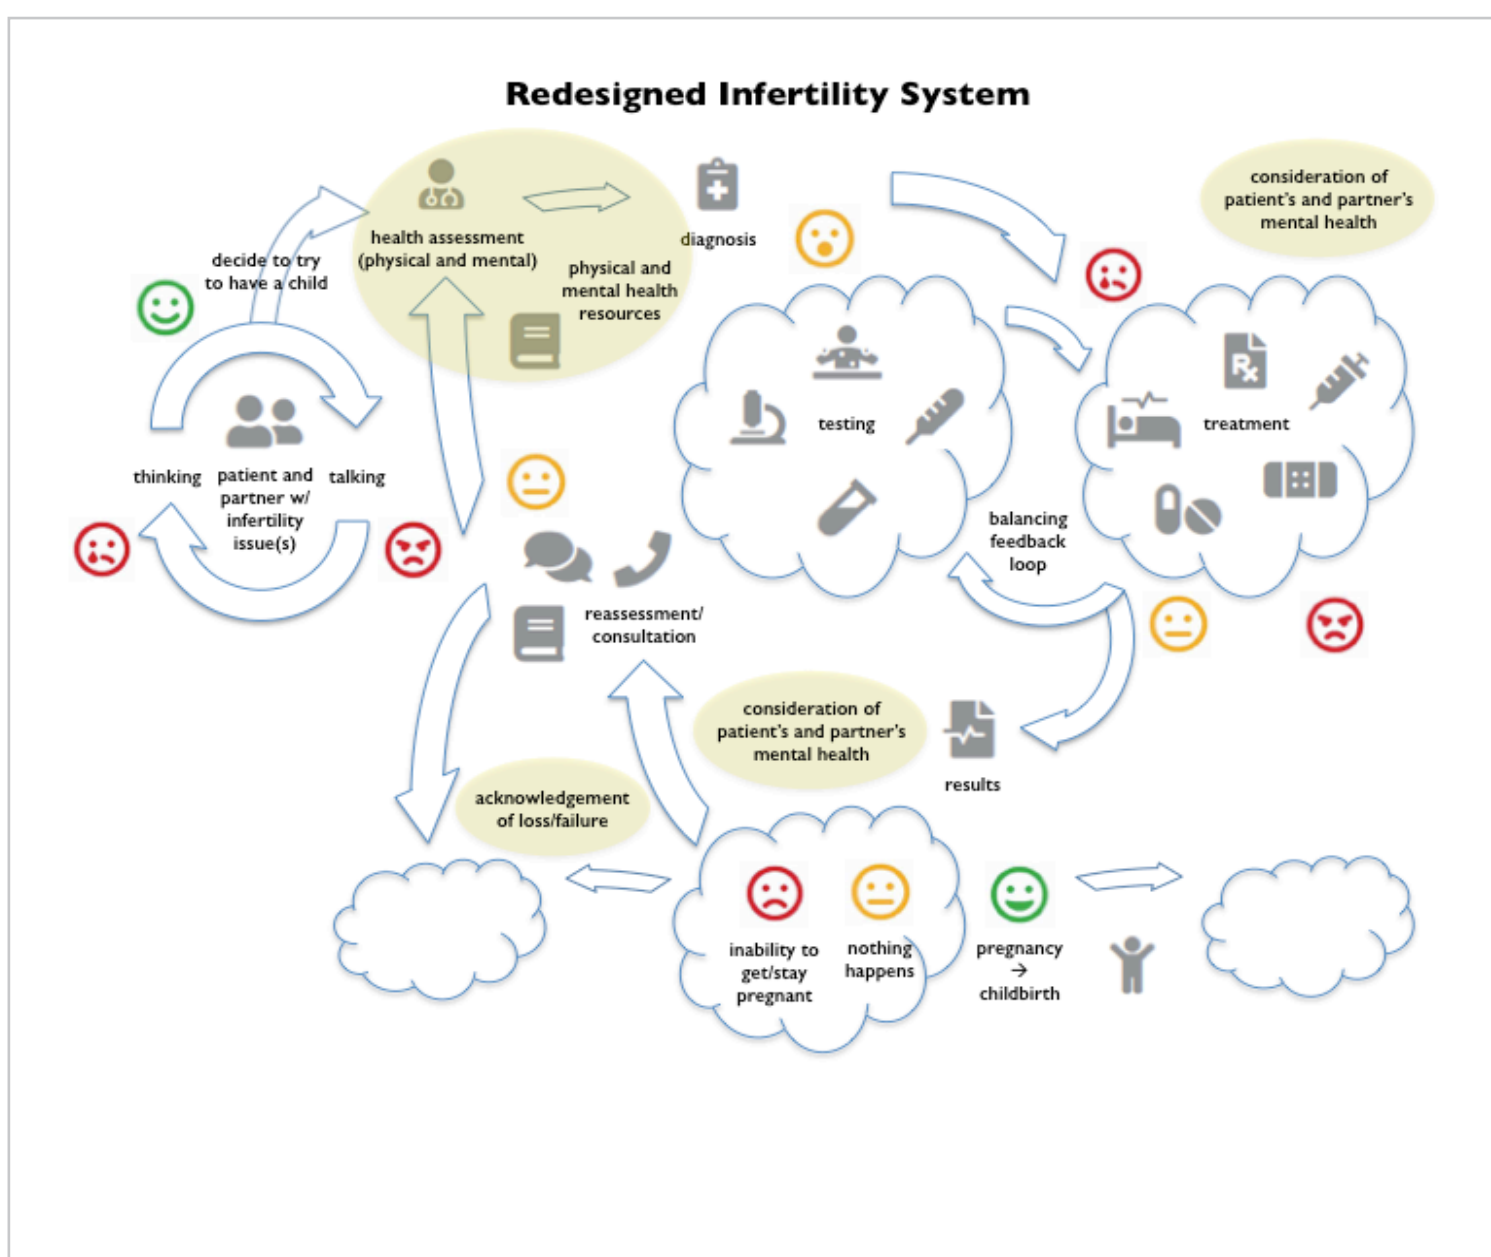 Redesigned Infertility System
health assessment
(physical and mental)
diagnosis
consideration of
patient's and partner's
mental health
decide to try
to have a child
physical and
mental health
resources
thinking
patient and
partner w/
infertility
issue(s)
talking
testing
Rx
treatment
balancing
feedback
loop
reassessment/
consultation
consideration of
patient's and partner's
mental health
results
acknowledgement
of loss/failure
inability to
get/stay
pregnant
nothing
happens
pregnancy
→
childbirth